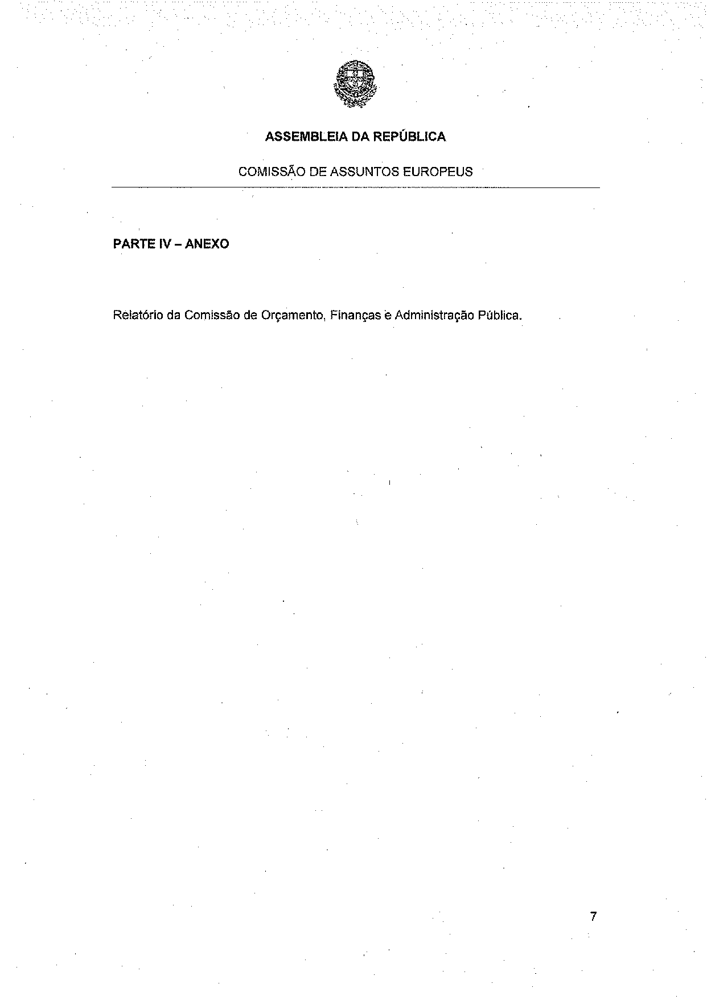 ASSEMBLEIA DA REPÚBLICA
COMISSÃO DE ASSUNTOS EUROPEUS
PARTE IV – ANEXO
Relatório da Comissão de Orçamento, Finanças e Administração Pública.
7